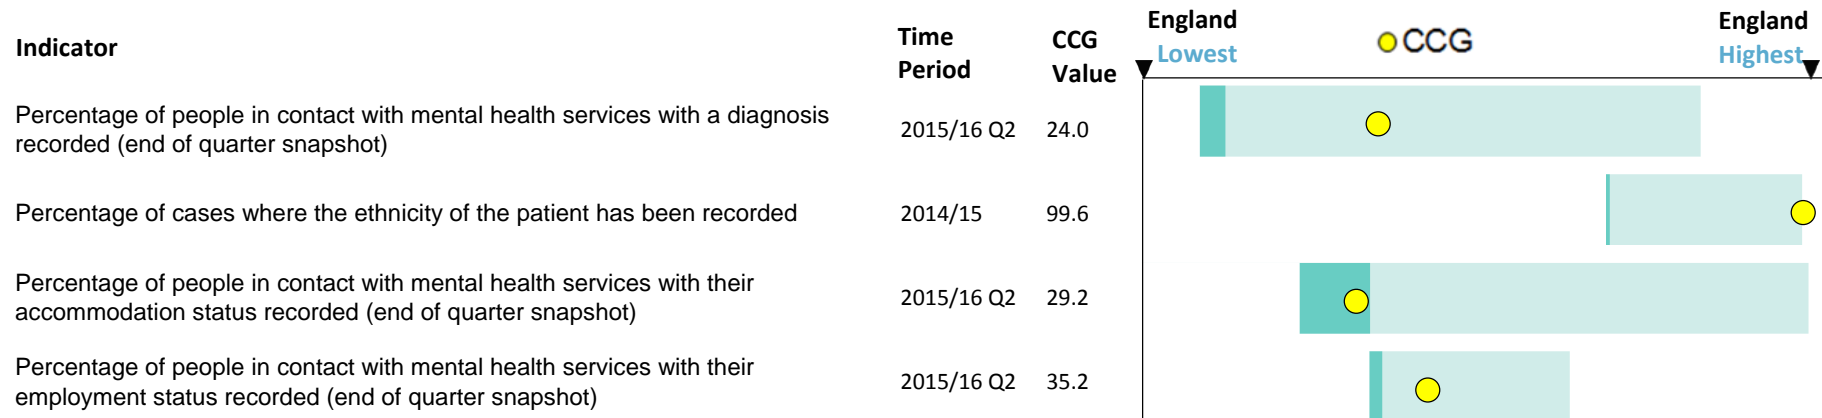 Indicator
Time Period
CCG Value
England Lowest
CCG
England Highest
Percentage of people in contact with mental health services with a diagnosis
recorded (end of quarter snapshot)
2015/16 Q2
24.0
Percentage of cases where the ethnicity of the patient has been recorded
2014/15
99.6
Percentage of people in contact with mental health services with their
accommodation status recorded (end of quarter snapshot)
2015/16 Q2
29.2
Percentage of people in contact with mental health services with their
employment status recorded (end of quarter snapshot)
2015/16 Q2
35.2